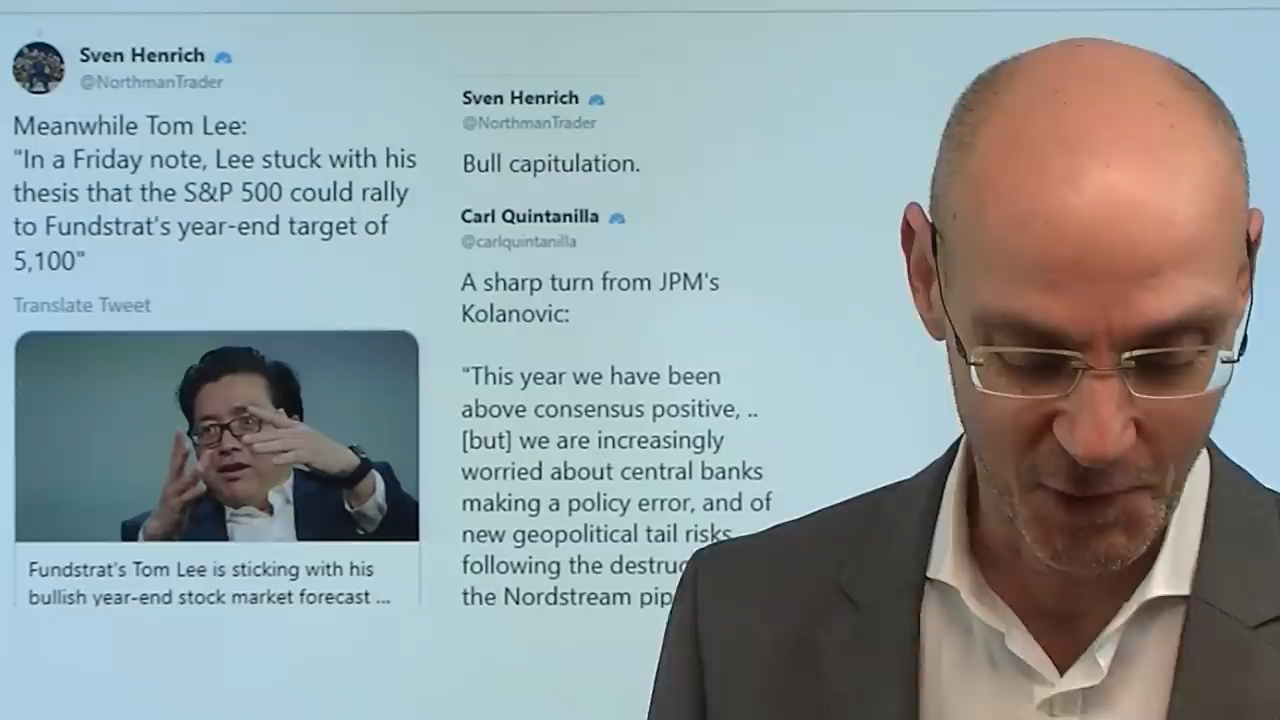 Sven Henrich
@NorthmanTrader
Meanwhile Tom Lee:
"In a Friday note, Lee stuck with his
thesis that the S&P 500 could rally
to Fundstrat's year-end target of
5,100"
Translate Tweet
Fundstrat's Tom Lee is sticking with his
bullish year-end stock market forecast ...
Sven Henrich
@NorthmanTrader
Bull capitulation.
Carl Quintanilla
@carlquintanilla
A sharp turn from JPM's
Kolanovic:
"This year we have been
above consensus positive, ..
[but] we are increasingly
worried about central banks
making a policy error, and of
new geopolitical tail risks
following the destruc
the Nordstream pip